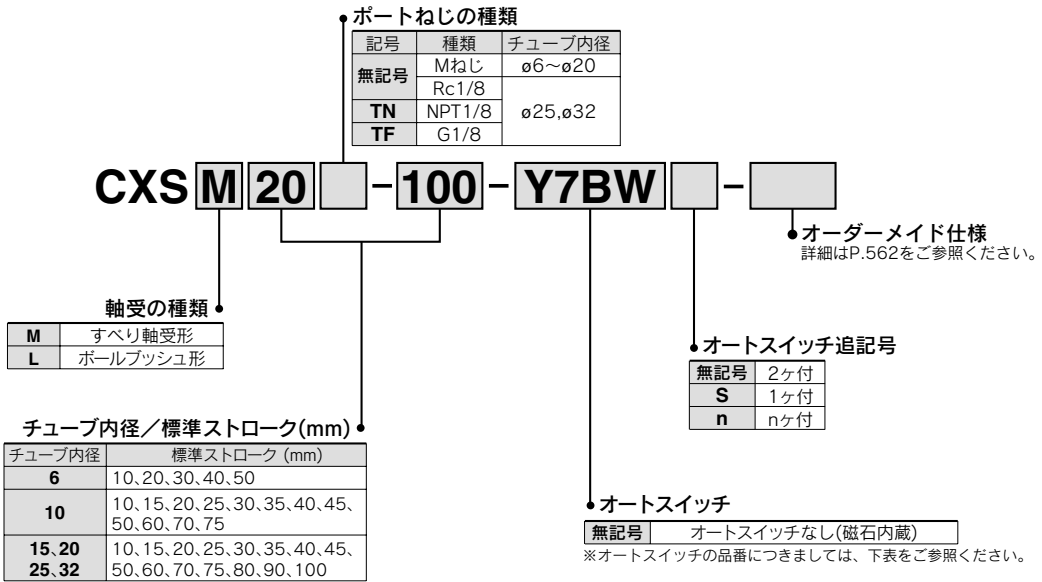 ポートねじの種類
記号 種類 チューブ内径
無記号 Mねじ ø6~ø20
Rc1/8
TN NPT1/8 ø25,ø32
TF G1/8
CXS M 20 - 100 - Y7BW -
オーダーメイド仕様
詳細はP.562をご参照ください。
軸受の種類
M すべり軸受形
L ボールブッシュ形
オートスイッチ追記号
無記号 2ヶ付
S 1ヶ付
n nヶ付
チューブ内径/標準ストローク(mm)
チューブ内径 標準ストローク (mm)
6 10、20、30、40、50
10 10、15、20、25、30、35、40、45、
50、60、70、75
15、20 10、15、20、25、30、35、40、45、
25、32 50、60、70、75、80、90、100
オートスイッチ
無記号 オートスイッチなし(磁石内蔵)
※オートスイッチの品番につきましては、下表をご参照ください。